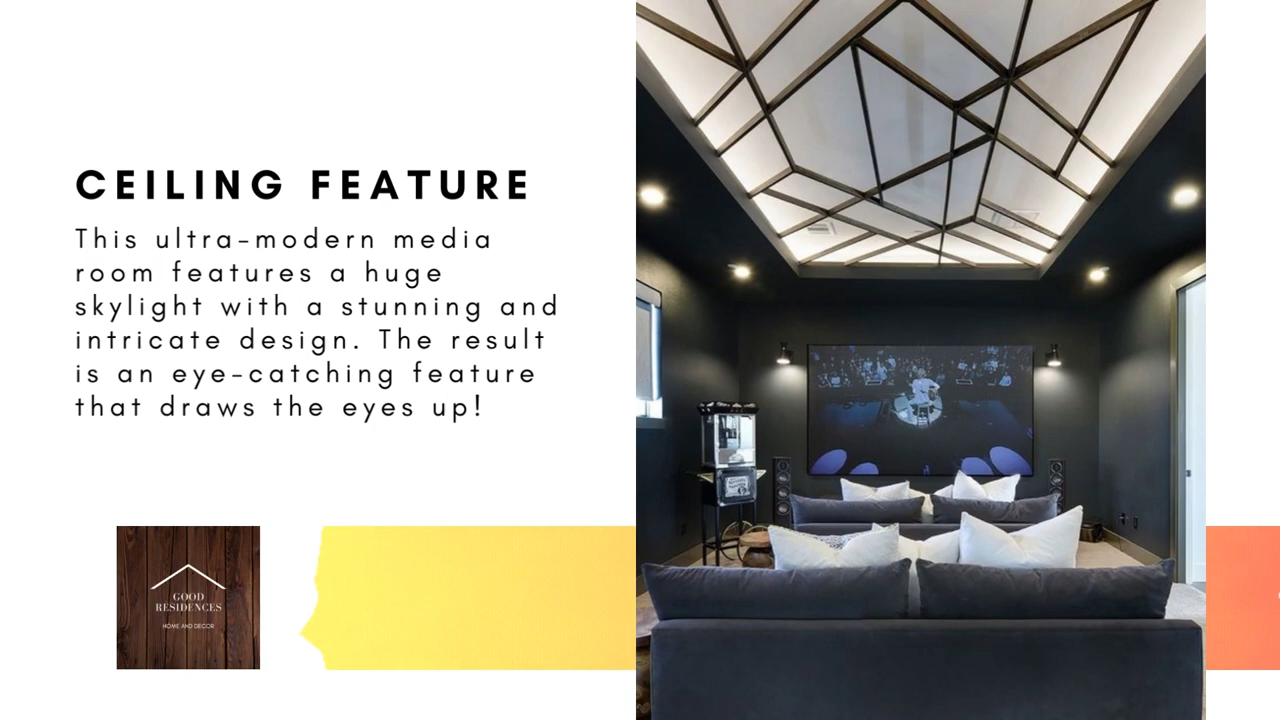 CEILING FEATURE
This ultra-modern media
room features a huge
skylight with a stunning and
intricate design. The result
is an eye-catching feature
that draws the eyes up!
GOOD
RESIDENCES
HOME AND DECOR